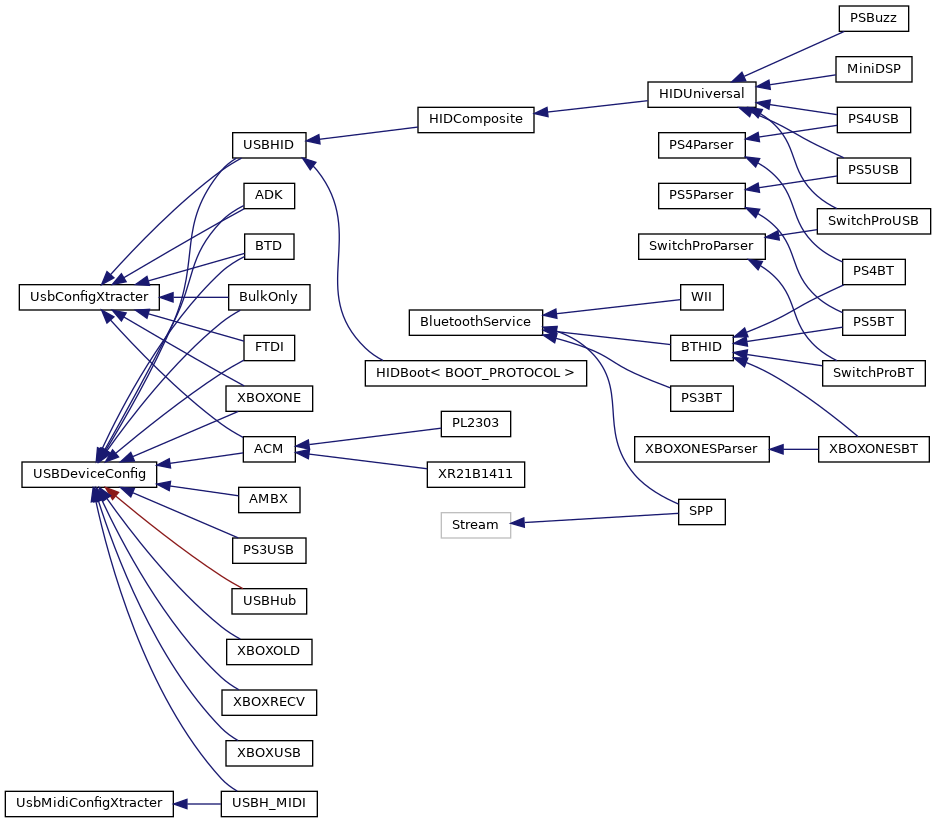 PSBuzz
MiniDSP
HIDUniversal
PS4USB
HIDComposite
USBHID
PS4Parser
PS5USB
ADK
PS5Parser
SwitchProUSB
BTD
SwitchProParser
PS4BT
UsbConfigXtracter
BulkOnly
WII
BluetoothService
PS5BT
FTDI
BTHID
HIDBoot< BOOT_PROTOCOL >
SwitchProBT
XBOXONE
PS3BT
PL2303
ACM
XBOXONESParser
XBOXONESBT
USBDeviceConfig
XR21B1411
AMBX
SPP
Stream
PS3USB
USBHub
XBOXOLD
XBOXRECV
XBOXUSB
UsbMidiConfigXtracter
USBH_MIDI